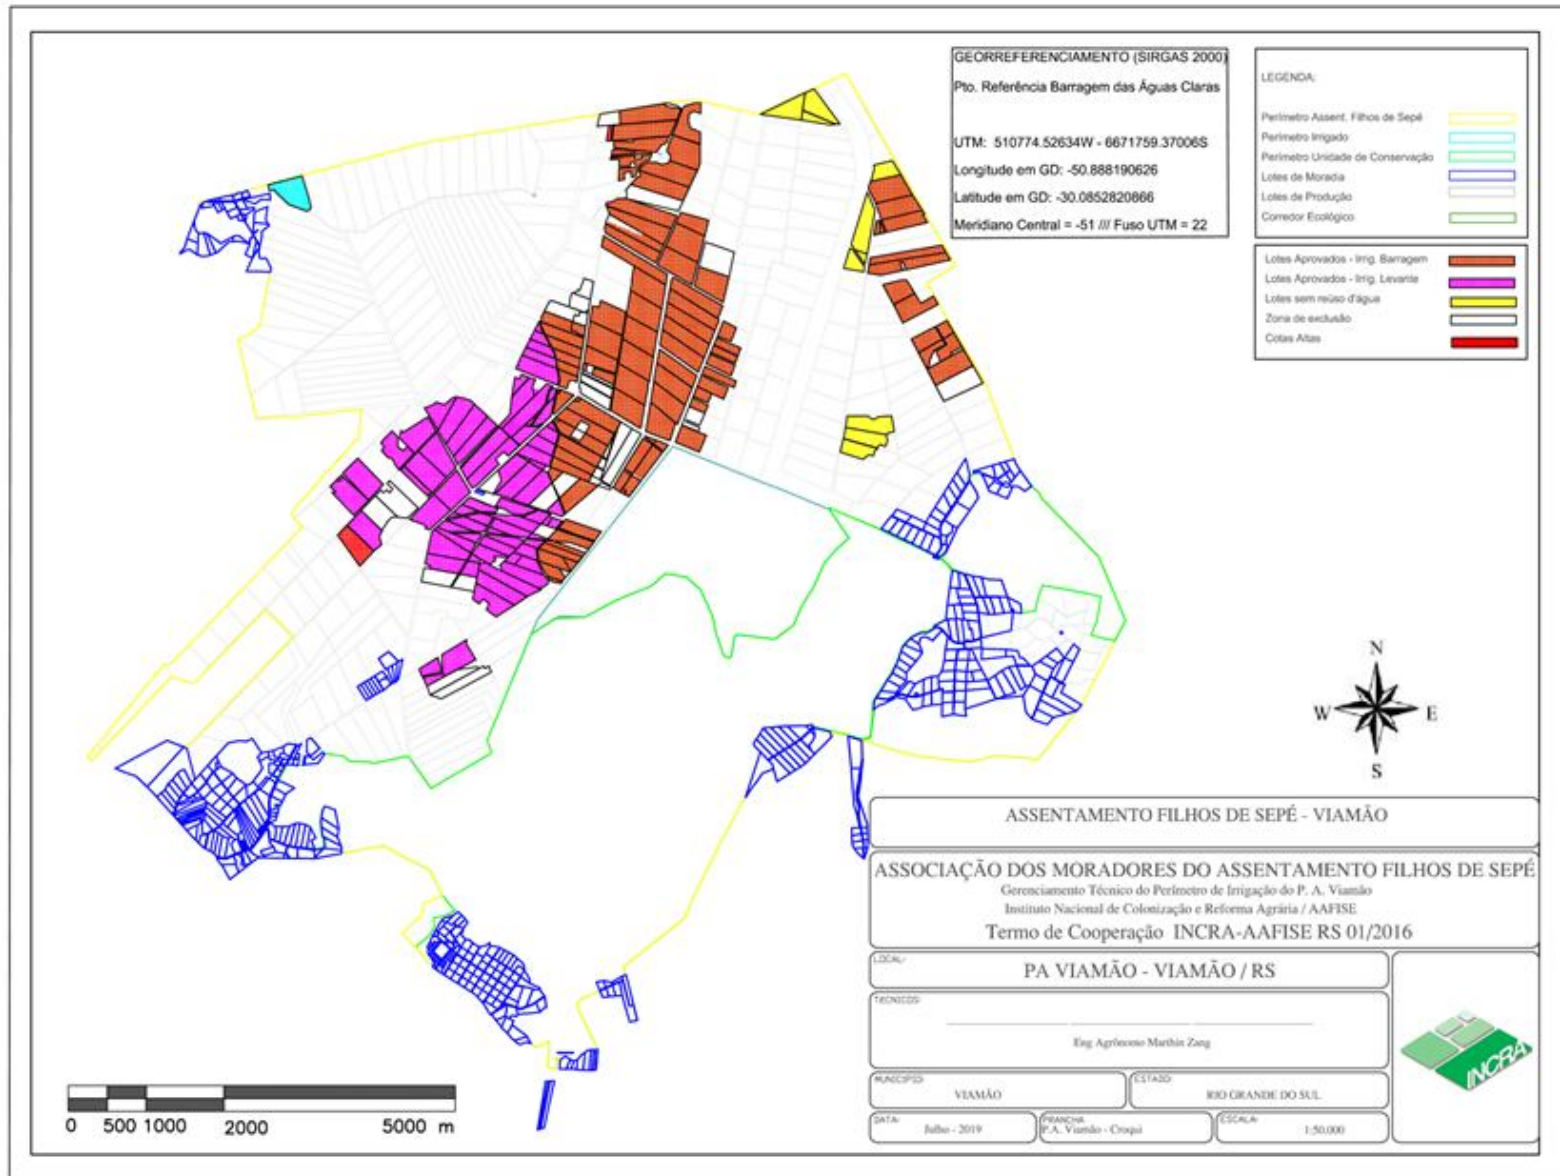 GEORREFERENCIAMENTO (SIRGAS 2000)
Pto. Referência Barragem das Águas Claras
UTM: 510774.52634W - 6671759.37006S
Longitude em GD: -50.888190626
Latitude em GD: -30.0852820866
Meridiano Central = -51 /// Fuso UTM = 22
LEGENDA:
Perímetro Assent. Filhos de Sepé
Perímetro Irrigado
Perímetro Unidade de Conservação
Lotes de Moradia
Lotes de Produção
Corredor Ecológico
Lotes Aprovados - Irrig. Barragem
Lotes Aprovados - Irrig. Levante
Lotes sem reúso d'água
Zona de exclusão
Cotas Altas
N
W E
S
ASSENTAMENTO FILHOS DE SEPÉ - VIAMÃO
ASSOCIAÇÃO DOS MORADORES DO ASSENTAMENTO FILHOS DE SEPÉ
Gerenciamento Técnico do Perímetro de Irrigação do P. A. Viamão
Instituto Nacional de Colonização e Reforma Agrária / AAFISE
Termo de Cooperação INCRA-AAFISE RS 01/2016
LOCAL:
PA VIAMÃO - VIAMÃO / RS
TÉCNICOS:
Eng Agrônomo Marthin Zang
MUNICÍPIO:
VIAMÃO
ESTADO:
RIO GRANDE DO SUL
DATA:
Julho - 2019
PRANCHA:
P.A. Viamão - Croqui
ESCALA:
1:50.000
INCRA
0 500 1000 2000 5000 m